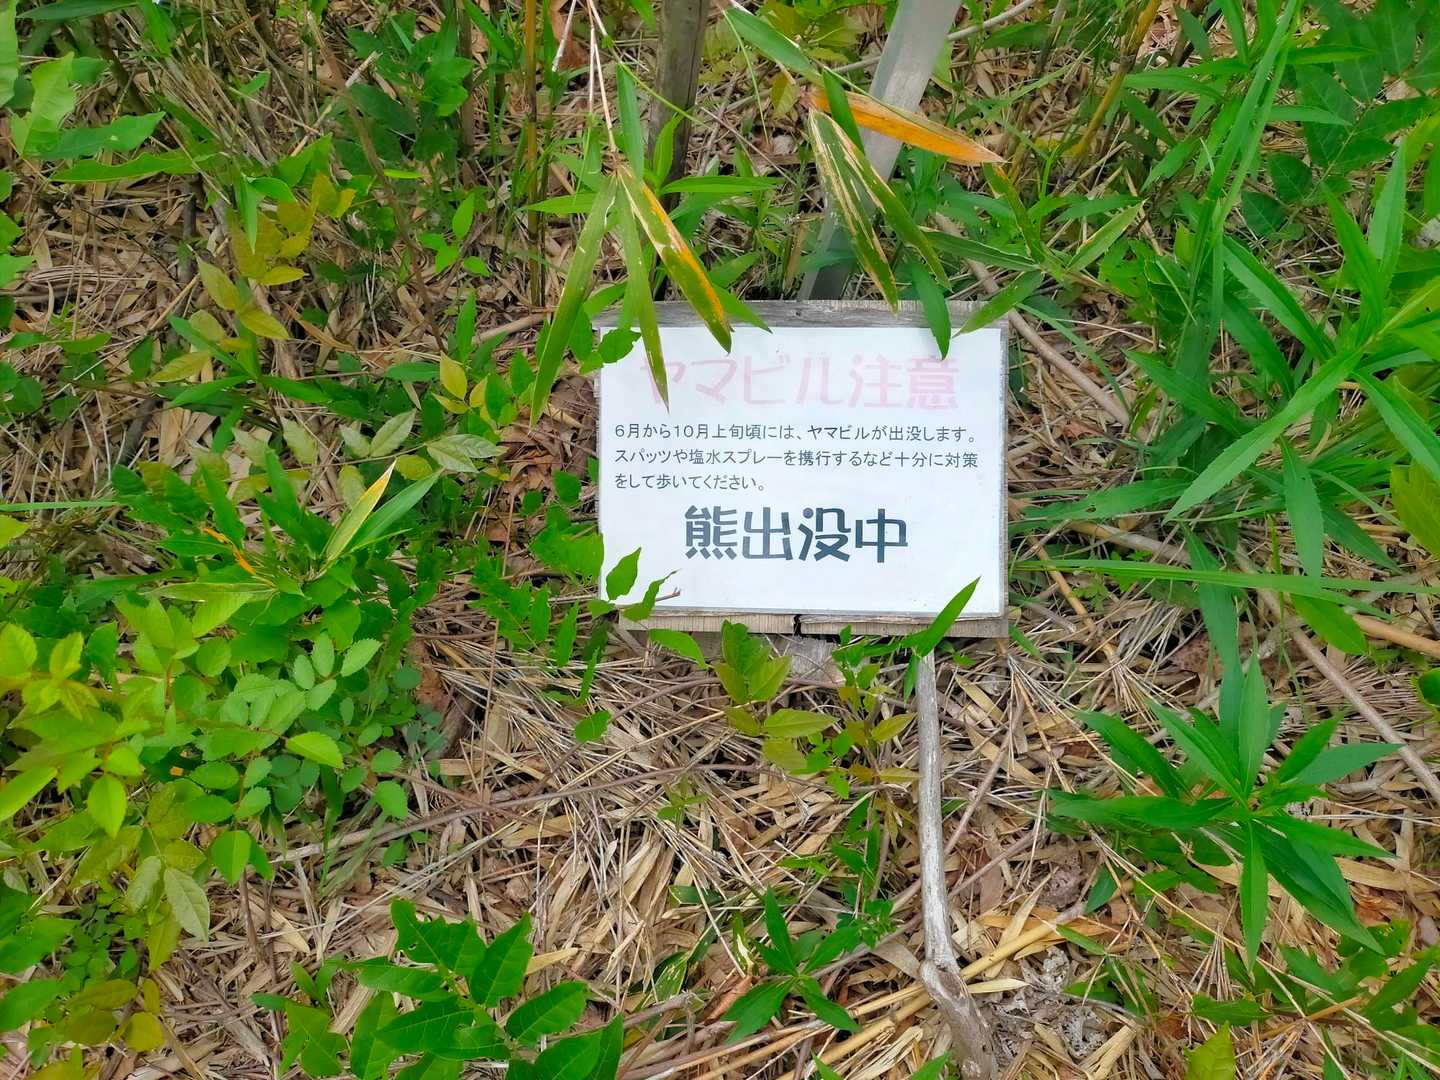 ヤマビル注意
6月から10月上旬頃には、ヤマビルが出没します。
スパッツや塩水スプレーを携行するなど十分に対策
をして歩いてください。
熊出没中